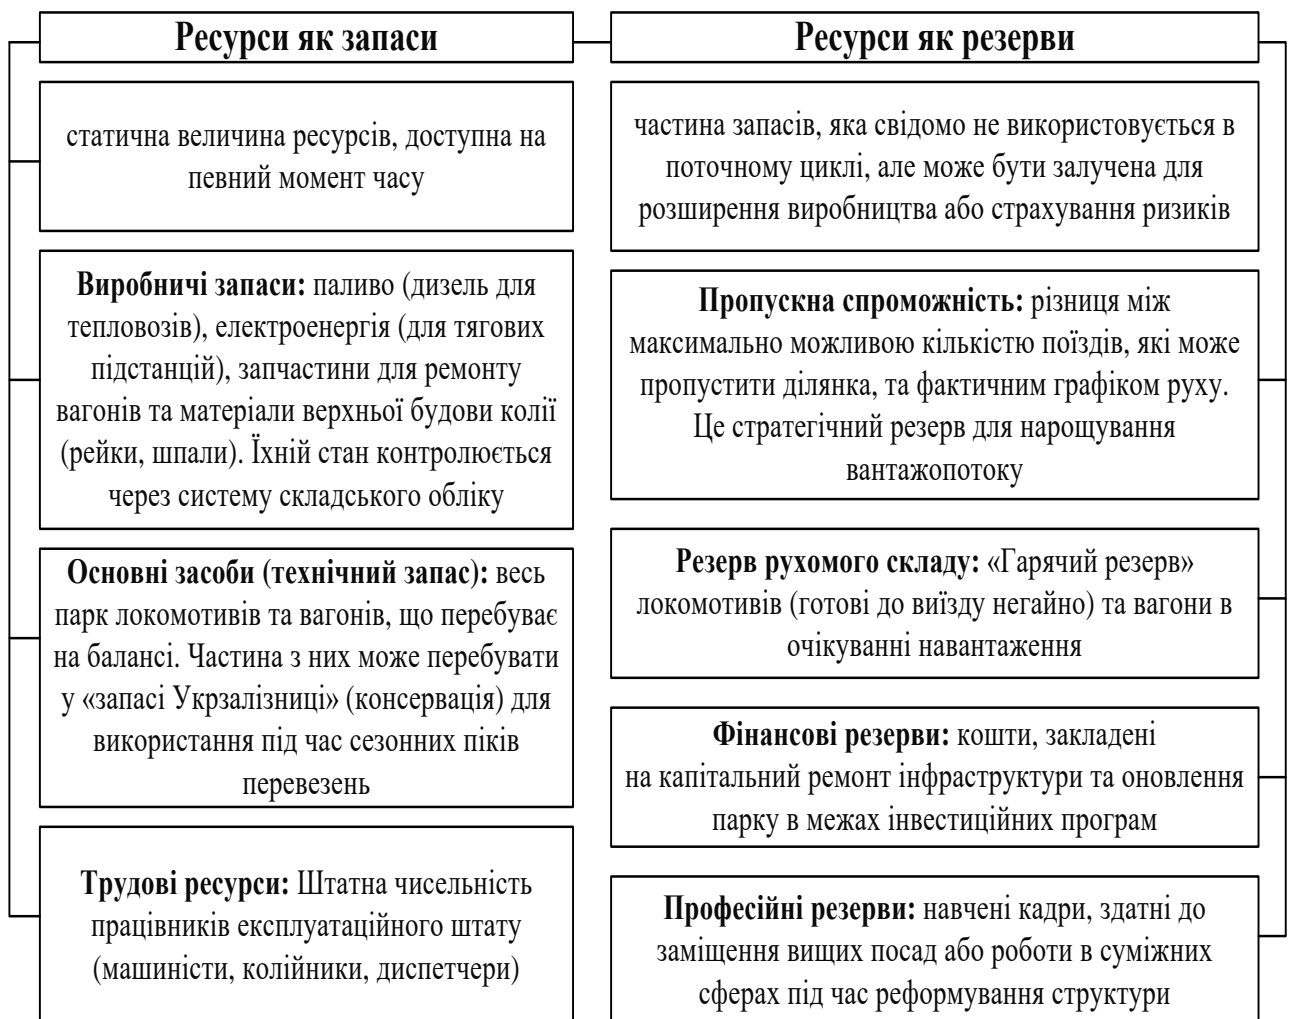 Ресурси як запаси
статична величина ресурсів, доступна на
певний момент часу
Виробничі запаси: паливо (дизель для
тепловозів), електроенергія (для тягових
підстанцій), запчастини для ремонту
вагонів та матеріали верхньої будови колії
(рейки, шпали). Їхній стан контролюється
через систему складського обліку
Основні засоби (технічний запас): весь
парк локомотивів та вагонів, що перебуває
на балансі. Частина з них може перебувати
у «запасі Укрзалізниці» (консервація) для
використання під час сезонних піків
перевезень
Трудові ресурси: Штатна чисельність
працівників експлуатаційного штату
(машиністи, колійники, диспетчери)
Ресурси як резерви
частина запасів, яка свідомо не використовується в
поточному циклі, але може бути залучена для
розширення виробництва або страхування ризиків
Пропускна спроможність: різниця між
максимально можливою кількістю поїздів, які може
пропустити ділянка, та фактичним графіком руху.
Це стратегічний резерв для нарощування
вантажопотоку
Резерв рухомого складу: «Гарячий резерв»
локомотивів (готові до виїзду негайно) та вагони в
очікуванні навантаження
Фінансові резерви: кошти, закладені
на капітальний ремонт інфраструктури та оновлення
парку в межах інвестиційних програм
Професійні резерви: навчені кадри, здатні до
заміщення вищих посад або роботи в суміжних
сферах під час реформування структури